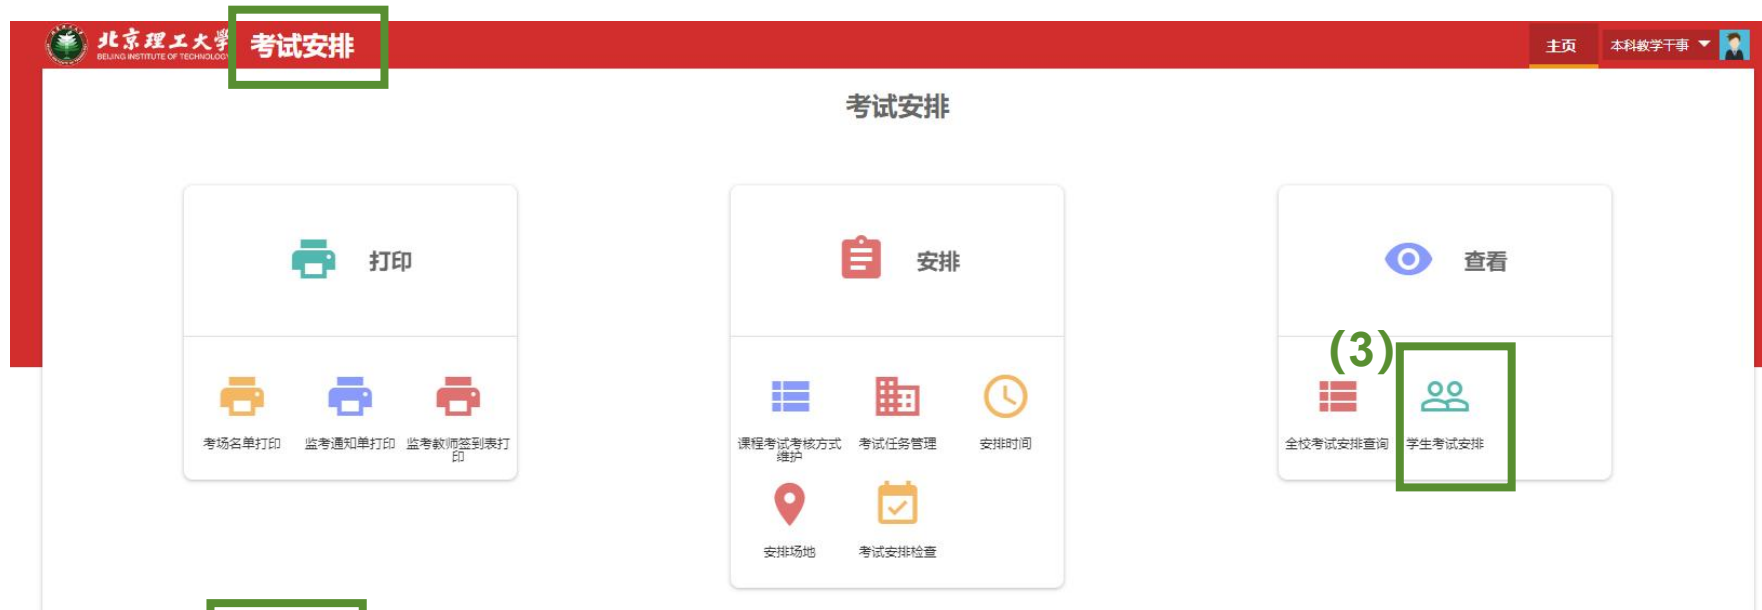 北京理工大学
BEIJING INSTITUTE OF TECHNOLOGY
考试安排
主页
本科教学干事
考试安排
打印
考场名单打印
监考通知单打印
监考教师签到表打
印
安排
课程考试考核方式
维护
考试任务管理
安排时间
安排场地
考试安排检查
查看
(3)
全校考试安排查询
学生考试安排